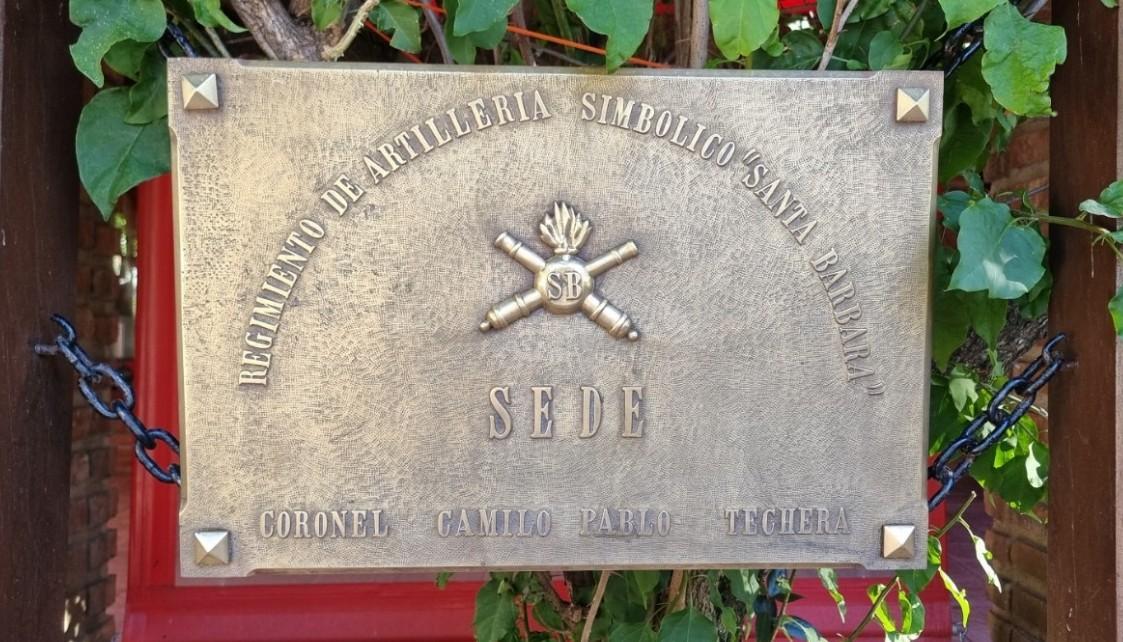 REGIMIENTO DE ARTILLERIA SIMBOLICO "SANTA BARBARA"
SB
SEDE
CORONEL CAMILO PABLO TECHERA